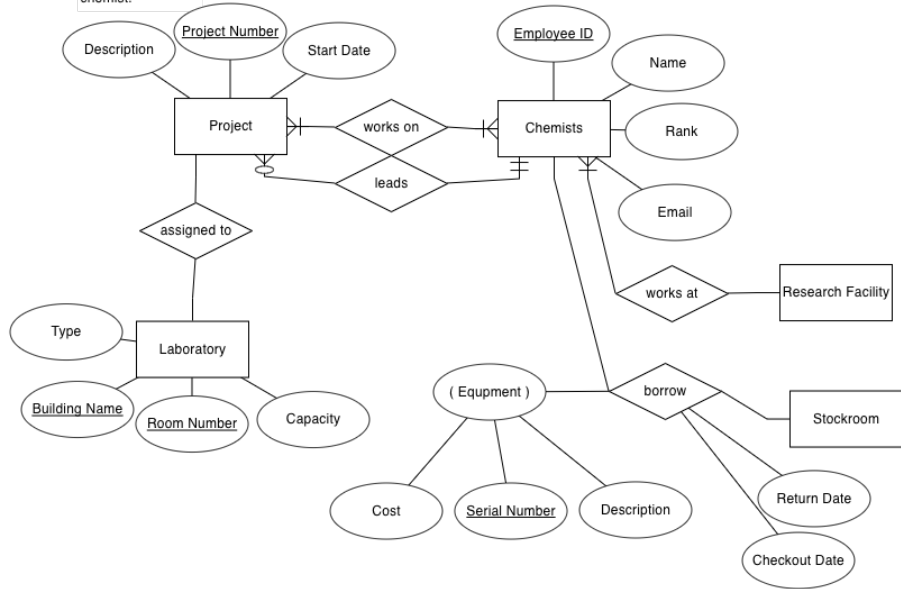 chemist.
Project Number
Employee ID
Description
Start Date
Name
Project
works on
Chemists
Rank
leads
Email
assigned to
works at
Research Facility
Type
Laboratory
Building Name
Room Number
Capacity
( Equpment )
borrow
Stockroom
Cost
Serial Number
Description
Return Date
Checkout Date